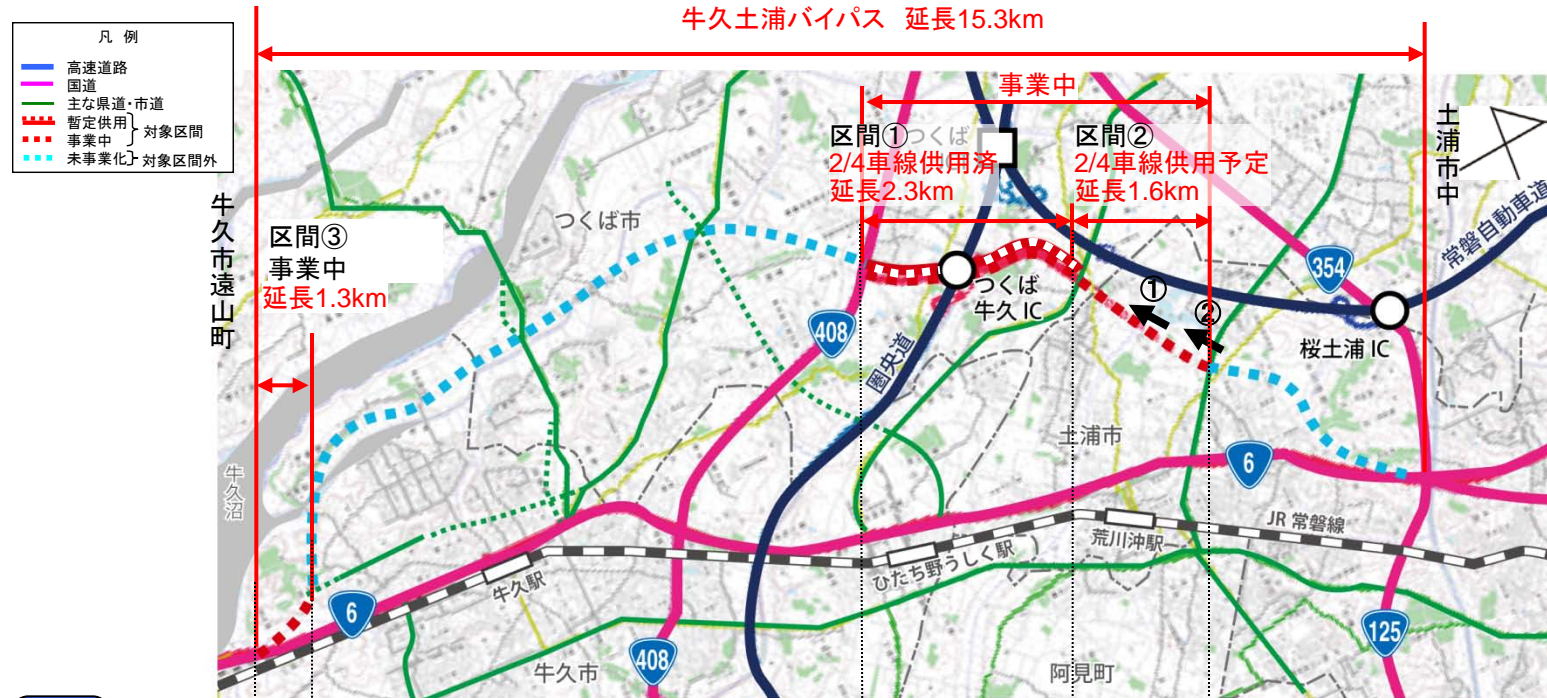 牛久土浦バイパス 延長15.3km
凡 例
高速道路
国道
主な県道・市道
暫定供用
事業中
対象区間
未事業化
対象区間外
事業中
区間①
2/4車線供用済
延長2.3km
区間②
2/4車線供用予定
延長1.6km
つくば
土浦市中
牛久市遠山町
区間③
事業中
延長1.3km
つくば市
354
常磐自動車道
①
②
つくば
牛久 IC
桜土浦 IC
408
圏央道
土浦市
6
牛久沼
JR 常磐線
荒川沖駅
ひたち野うしく駅
牛久駅
6
408
125
牛久市
阿見町